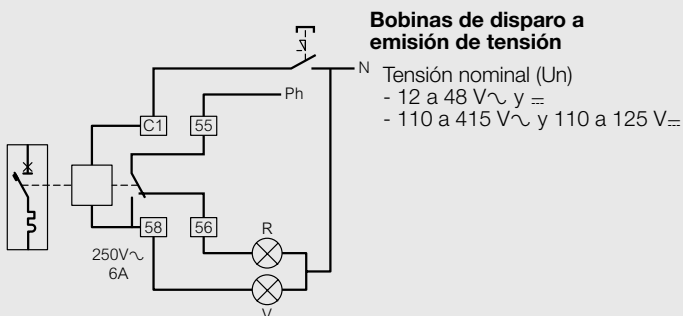 Bobinas de disparo a
emisión de tensión
Tensión nominal (Un)
- 12 a 48 V∿ y ⎓
- 110 a 415 V∿ y 110 a 125 V⎓
N
Ph
C1
55
58
56
250V∿
6A
R
V